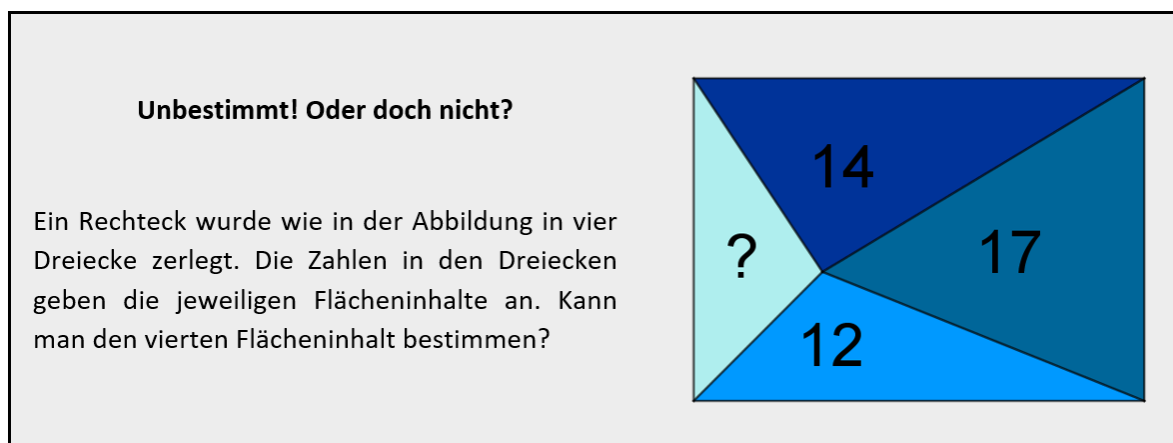 Unbestimmt! Oder doch nicht?
Ein Rechteck wurde wie in der Abbildung in vier
Dreiecke zerlegt. Die Zahlen in den Dreiecken
geben die jeweiligen Flächeninhalte an. Kann
man den vierten Flächeninhalt bestimmen?
14
?
17
12